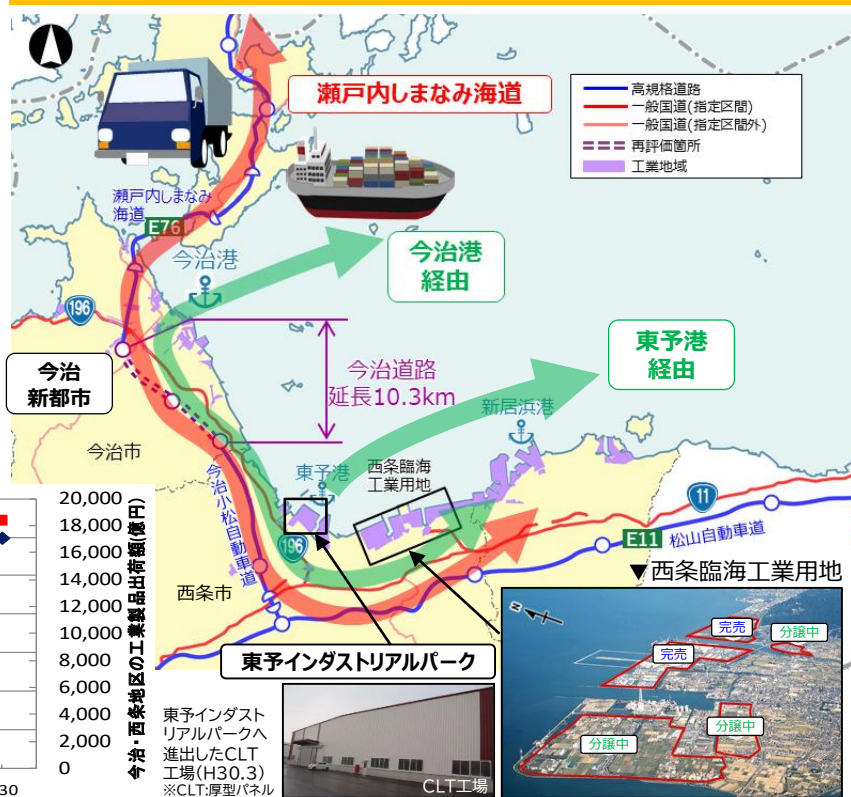 瀬戸内しまなみ海道
高規格道路
一般国道(指定区間)
一般国道(指定区間外)
再評価箇所
工業地域
瀬戸内しまなみ
海道
E76
今治港
今治港
経由
196
東予港
経由
今治
新都市
今治道路
延長10.3km
新居浜港
今治市
東予港
西条臨海
工業用地
11
今治小松自動車道
196
E11
松山自動車道
西条市
▼西条臨海工業用地
東予インダストリアルパーク
20,000
18,000
16,000
14,000
12,000
10,000
8,000
6,000
4,000
2,000
0
今治・西条地区の工業製品出荷額(億円)
30
東予インダスト
リアルパークへ
進出したCLT
工場(H30.3)
※CLT:厚型パネル
CLT工場
N
完売
分譲中
完売
分譲中
分譲中